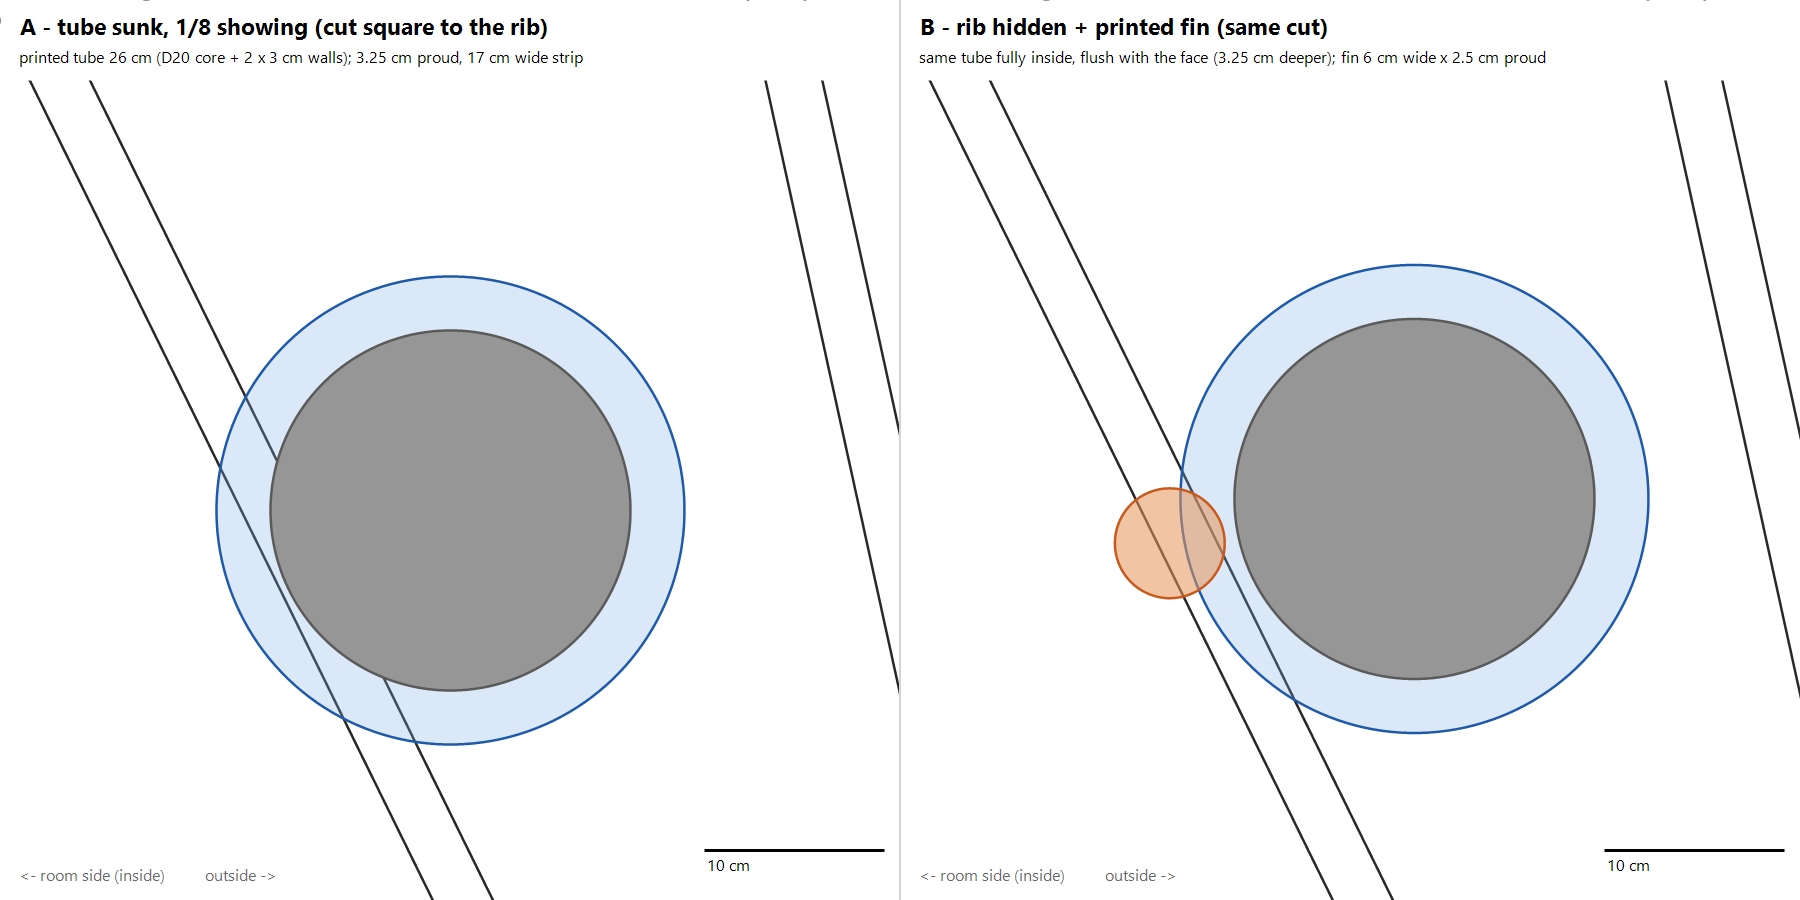 A - tube sunk, 1/8 showing (cut square to the rib)
printed tube 26 cm (D20 core + 2 x 3 cm walls); 3.25 cm proud, 17 cm wide strip
10 cm
<- room side (inside) outside ->
B - rib hidden + printed fin (same cut)
same tube fully inside, flush with the face (3.25 cm deeper); fin 6 cm wide x 2.5 cm proud
10 cm
<- room side (inside) outside ->